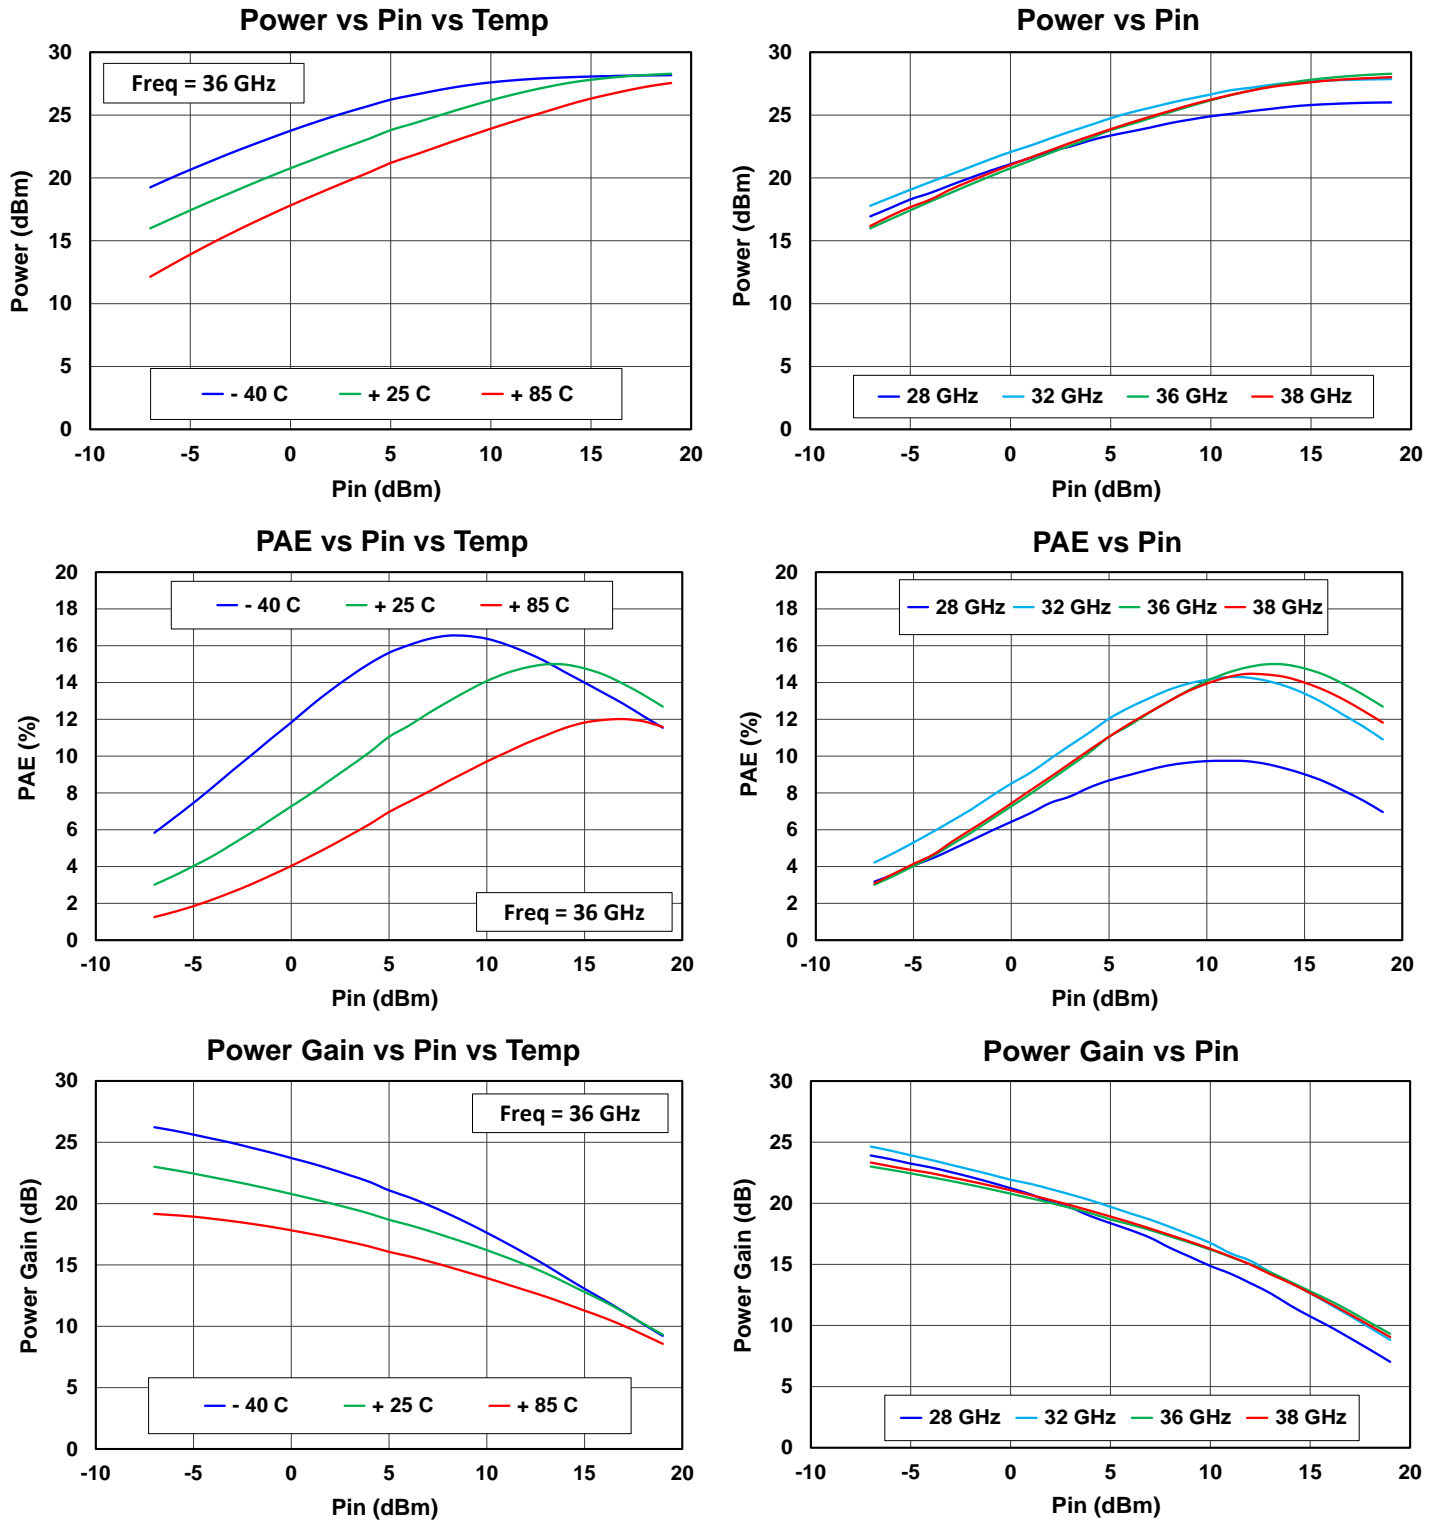 Power vs Pin vs Temp
30
25
20
15
10
5
0
Power (dBm)
Freq = 36 GHz
- 40 C + 25 C + 85 C
-10 -5 0 5 10 15 20
Pin (dBm)
Power vs Pin
30
25
20
15
10
5
0
Power (dBm)
28 GHz 32 GHz 36 GHz 38 GHz
-10 -5 0 5 10 15 20
Pin (dBm)
PAE vs Pin vs Temp
20
18
16
14
12
10
8
6
4
2
0
PAE (%)
- 40 C + 25 C + 85 C
Freq = 36 GHz
-10 -5 0 5 10 15 20
Pin (dBm)
PAE vs Pin
20
18
16
14
12
10
8
6
4
2
0
PAE (%)
28 GHz 32 GHz 36 GHz 38 GHz
-10 -5 0 5 10 15 20
Pin (dBm)
Power Gain vs Pin vs Temp
30
25
20
15
10
5
0
Power Gain (dB)
Freq = 36 GHz
- 40 C + 25 C + 85 C
-10 -5 0 5 10 15 20
Pin (dBm)
Power Gain vs Pin
30
25
20
15
10
5
0
Power Gain (dB)
28 GHz 32 GHz 36 GHz 38 GHz
-10 -5 0 5 10 15 20
Pin (dBm)